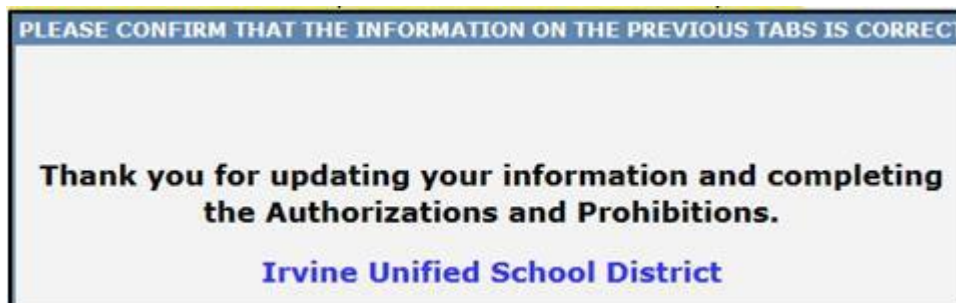 PLEASE CONFIRM THAT THE INFORMATION ON THE PREVIOUS TABS IS CORRECT
Thank you for updating your information and completing
the Authorizations and Prohibitions.
Irvine Unified School District